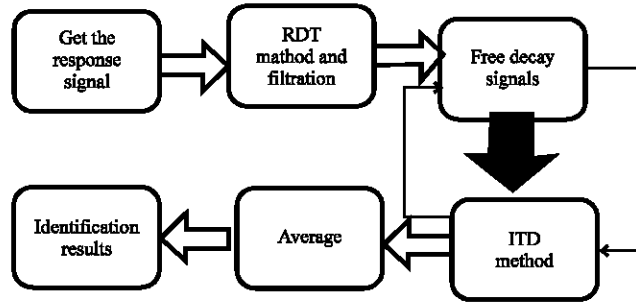 Get the
response
signal
RDT
mathod and
filtration
Free decay
signals
Identification
results
Average
ITD
method